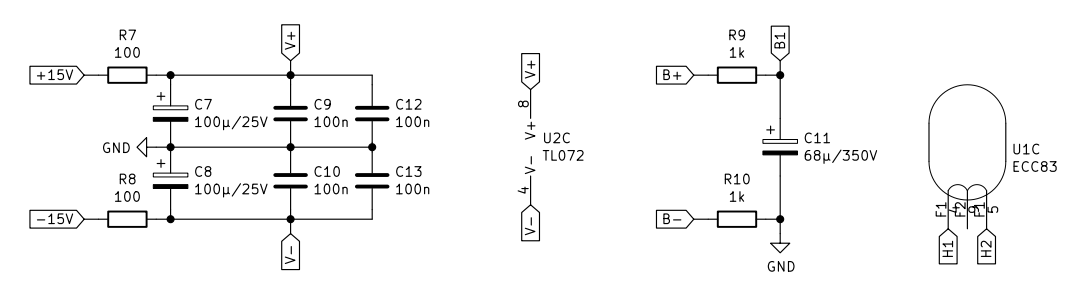 R7
100
+15V
V+
C7
100µ/25V
C9
100n
C12
100n
GND
C8
100µ/25V
C10
100n
C13
100n
R8
100
-15V
V-
V+
8
V+
U2C
TL072
V-
4
V-
R9
1k
B+
B1
C11
68µ/350V
R10
1k
B-
GND
U1C
ECC83
F1
F2
5
H1
H2